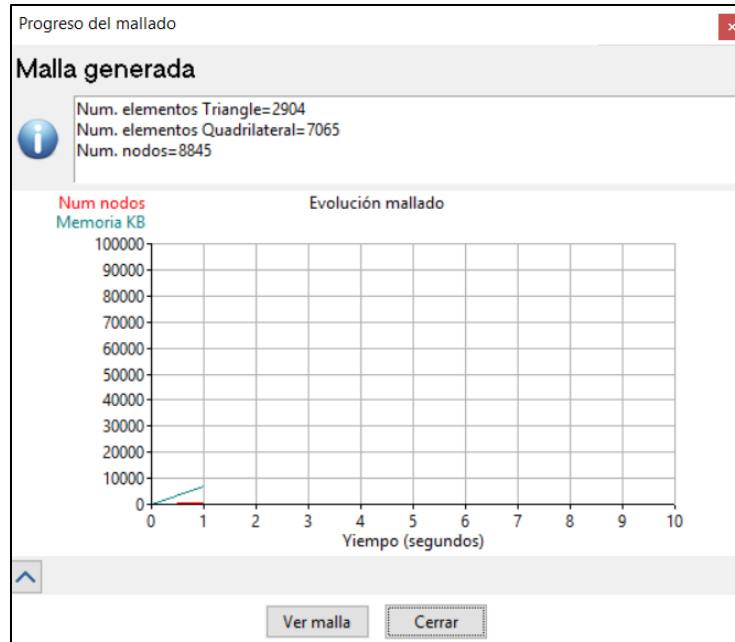 Progreso del mallado
Malla generada
Num. elementos Triangle=2904
Num. elementos Quadrilateral=7065
Num. nodos=8845
Num nodos
Evolución mallado
Memoria KB
100000
90000
80000
70000
60000
50000
40000
30000
20000
10000
0
0 1 2 3 4 5 6 7 8 9 10
Yiempo (segundos)
Ver malla
Cerrar